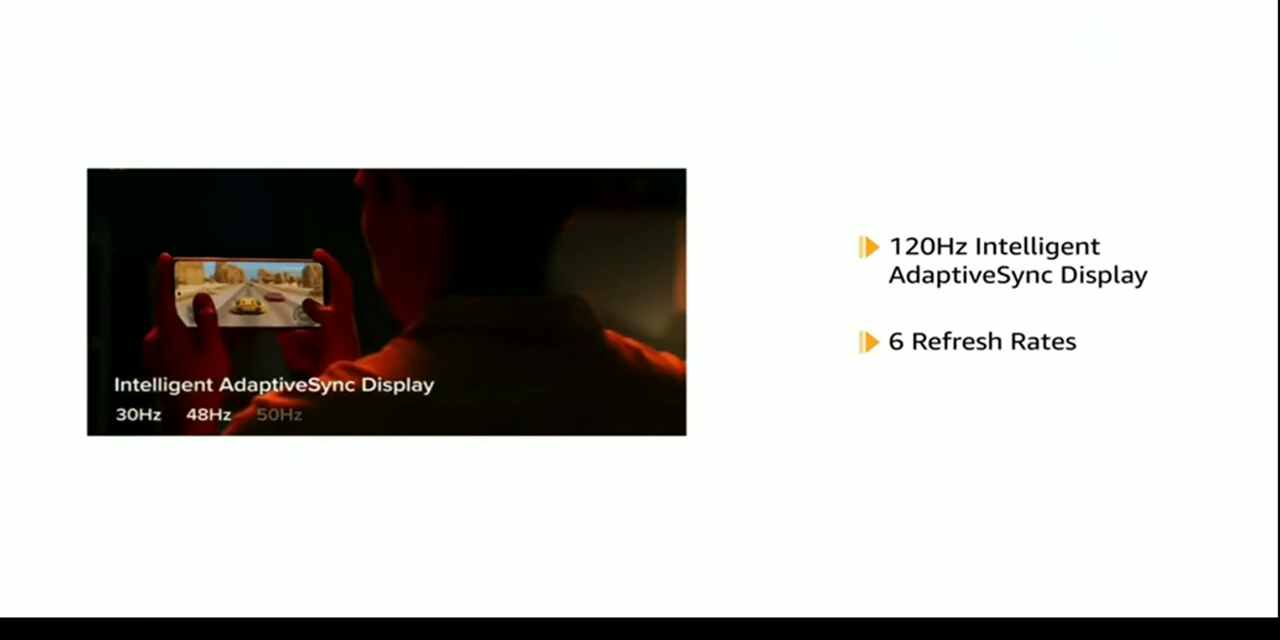 Intelligent AdaptiveSync Display
30Hz 48Hz 50Hz
120Hz Intelligent
AdaptiveSync Display
6 Refresh Rates